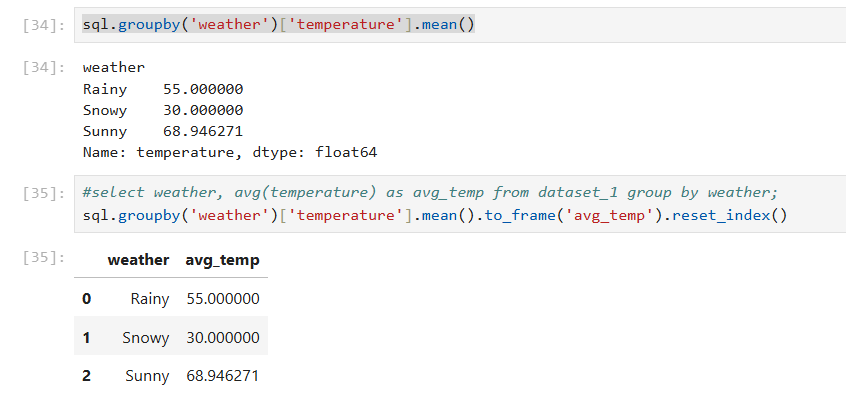 [34]: sql.groupby('weather')['temperature'].mean()
[34]: weather
Rainy    55.000000
Snowy    30.000000
Sunny    68.946271
Name: temperature, dtype: float64
[35]: #select weather, avg(temperature) as avg_temp from dataset_1 group by weather;
sql.groupby('weather')['temperature'].mean().to_frame('avg_temp').reset_index()
[35]:
weather avg_temp
0 Rainy 55.000000
1 Snowy 30.000000
2 Sunny 68.946271